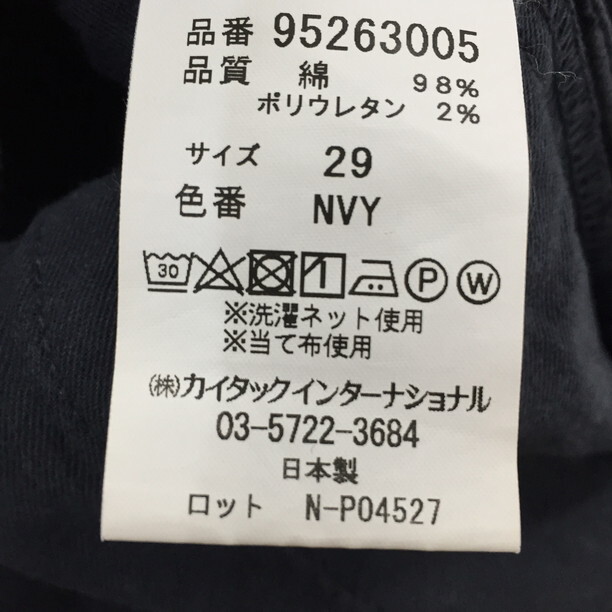 品番 95263005
品質 綿 98%
ポリウレタン 2%
サイズ 29
色番 NVY
30 P W
※洗濯ネット使用
※当て布使用
(株)カイタックインターナショナル
03-5722-3684
日本製
ロット N-P04527